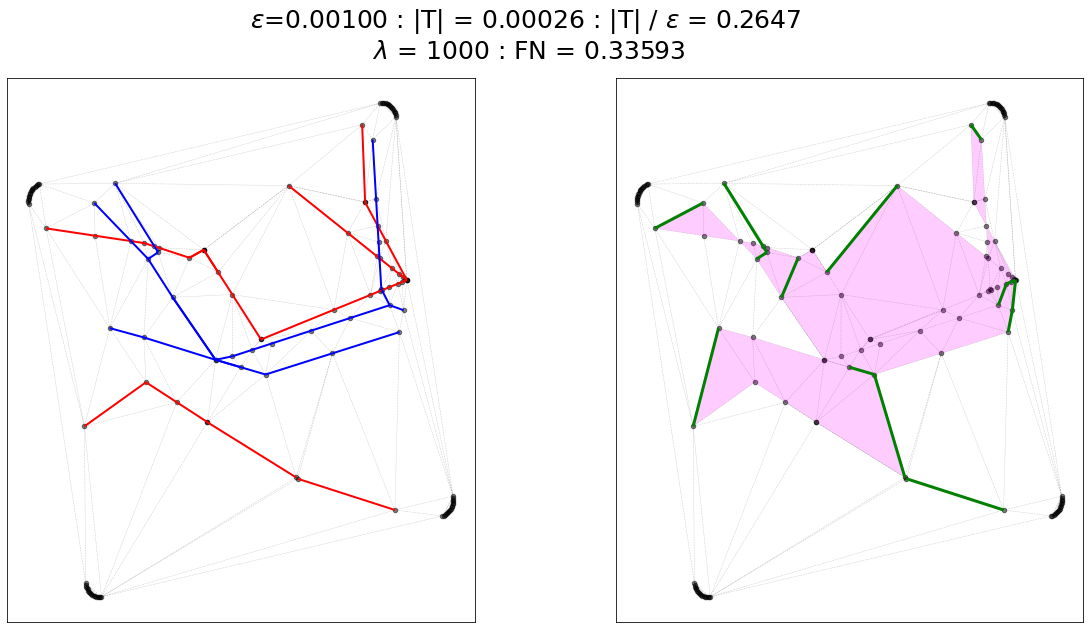 ε=0.00100 : |T| = 0.00026 : |T| / ε = 0.2647
λ = 1000 : FN = 0.33593